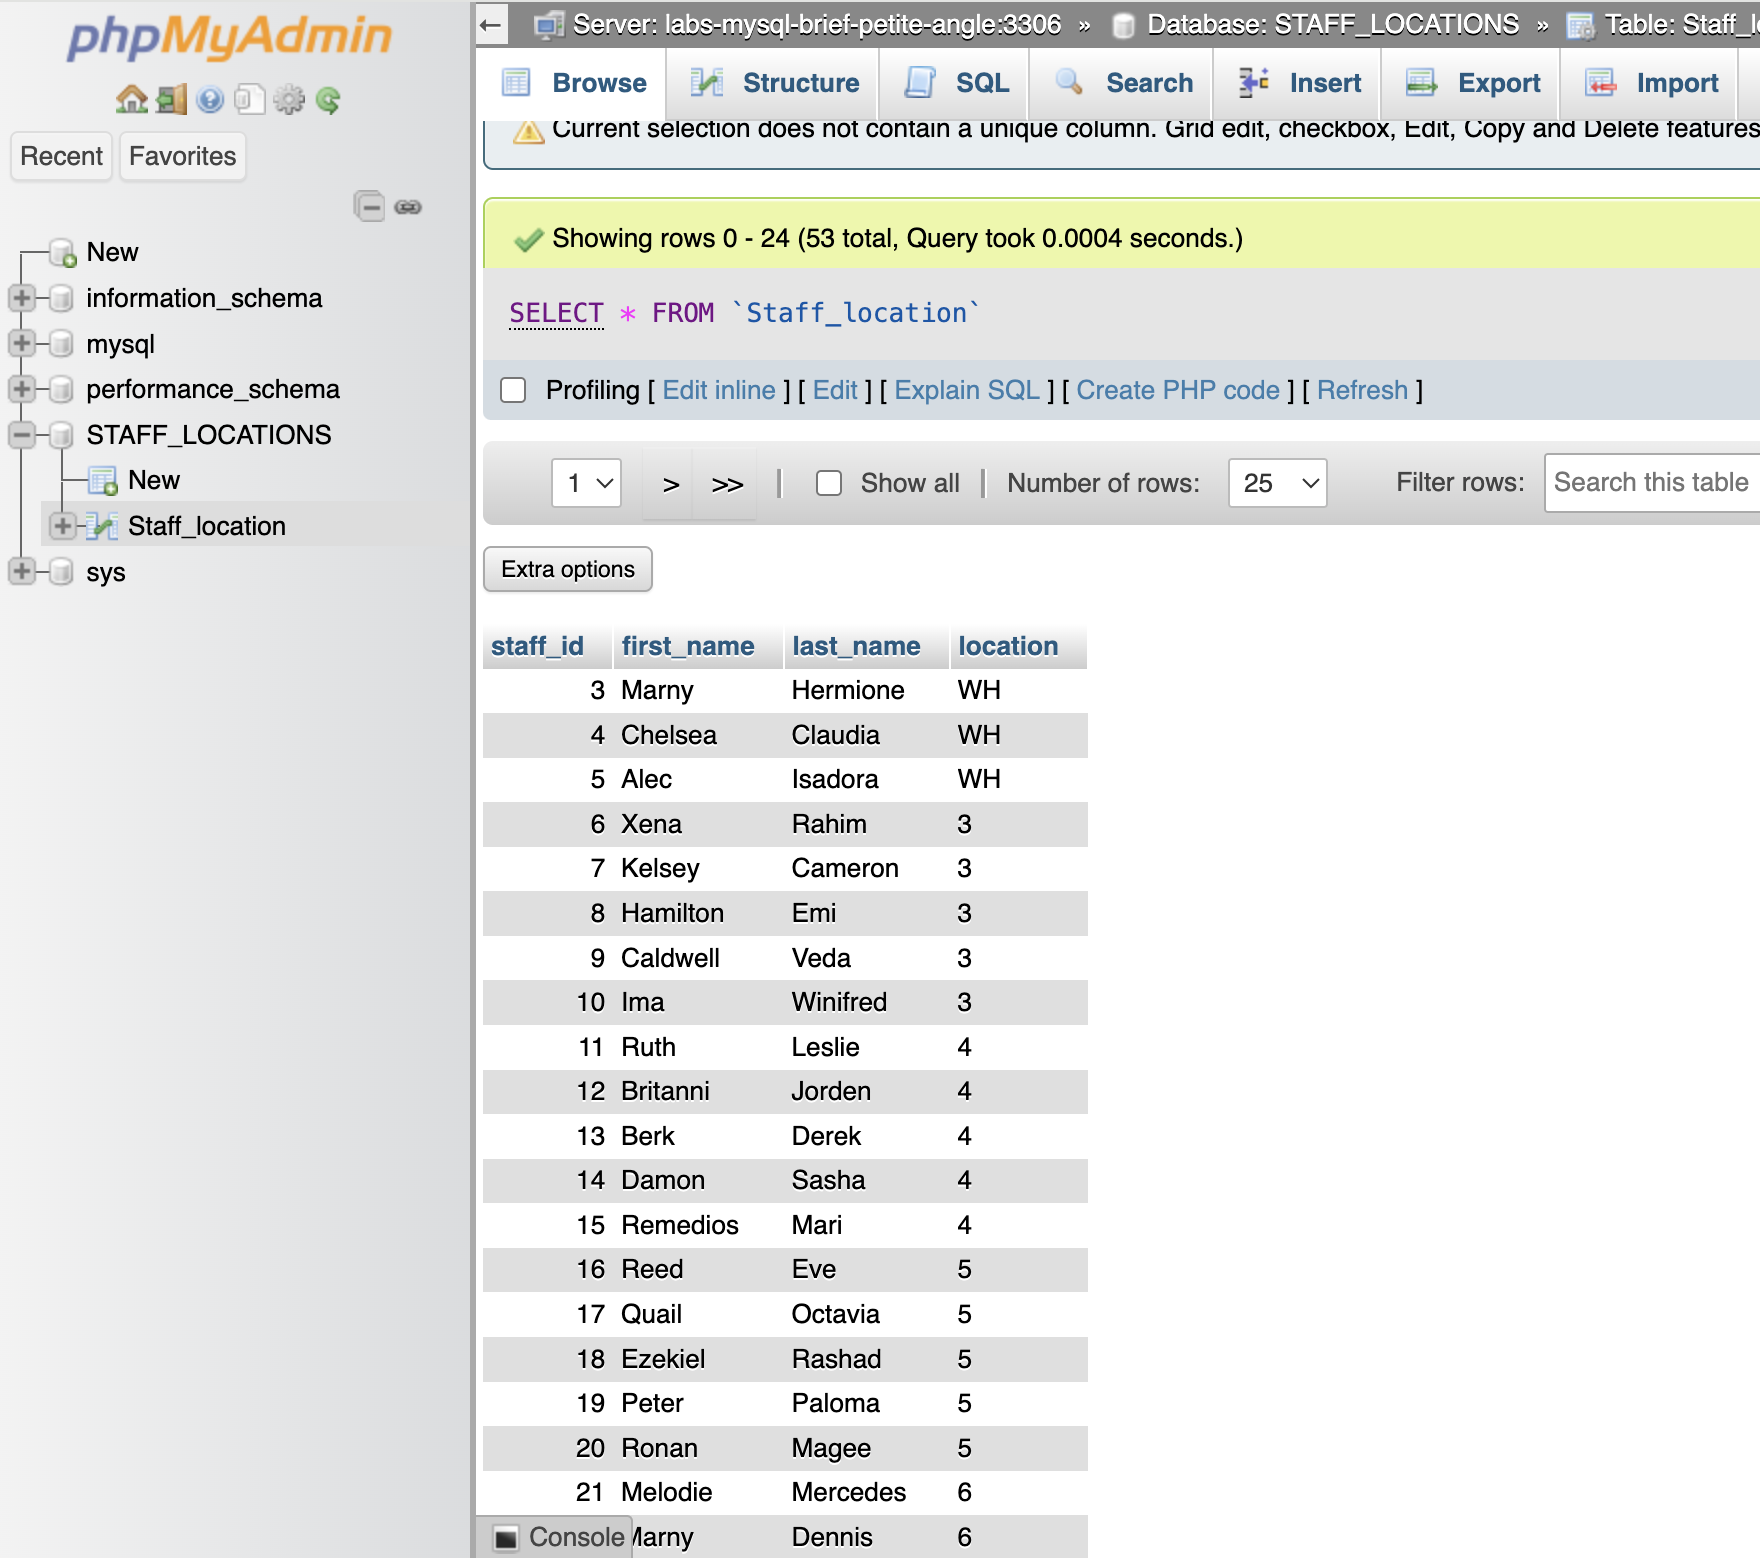 phpMyAdmin
Recent Favorites
New
information_schema
mysql
performance_schema
STAFF_LOCATIONS
New
Staff_location
sys
Server: labs-mysql-brief-petite-angle:3306 » Database: STAFF_LOCATIONS » Table: Staff_lo
Browse Structure SQL Search Insert Export Import
Current selection does not contain a unique column. Grid edit, checkbox, Edit, Copy and Delete features
Showing rows 0 - 24 (53 total, Query took 0.0004 seconds.)
SELECT * FROM `Staff_location`
Profiling [ Edit inline ] [ Edit ] [ Explain SQL ] [ Create PHP code ] [ Refresh ]
1 > >> | Show all | Number of rows: 25 Filter rows: Search this table
Extra options
staff_id first_name last_name location
3 Marny Hermione WH
4 Chelsea Claudia WH
5 Alec Isadora WH
6 Xena Rahim 3
7 Kelsey Cameron 3
8 Hamilton Emi 3
9 Caldwell Veda 3
10 Ima Winifred 3
11 Ruth Leslie 4
12 Britanni Jorden 4
13 Berk Derek 4
14 Damon Sasha 4
15 Remedios Mari 4
16 Reed Eve 5
17 Quail Octavia 5
18 Ezekiel Rashad 5
19 Peter Paloma 5
20 Ronan Magee 5
21 Melodie Mercedes 6
Console Marny Dennis 6